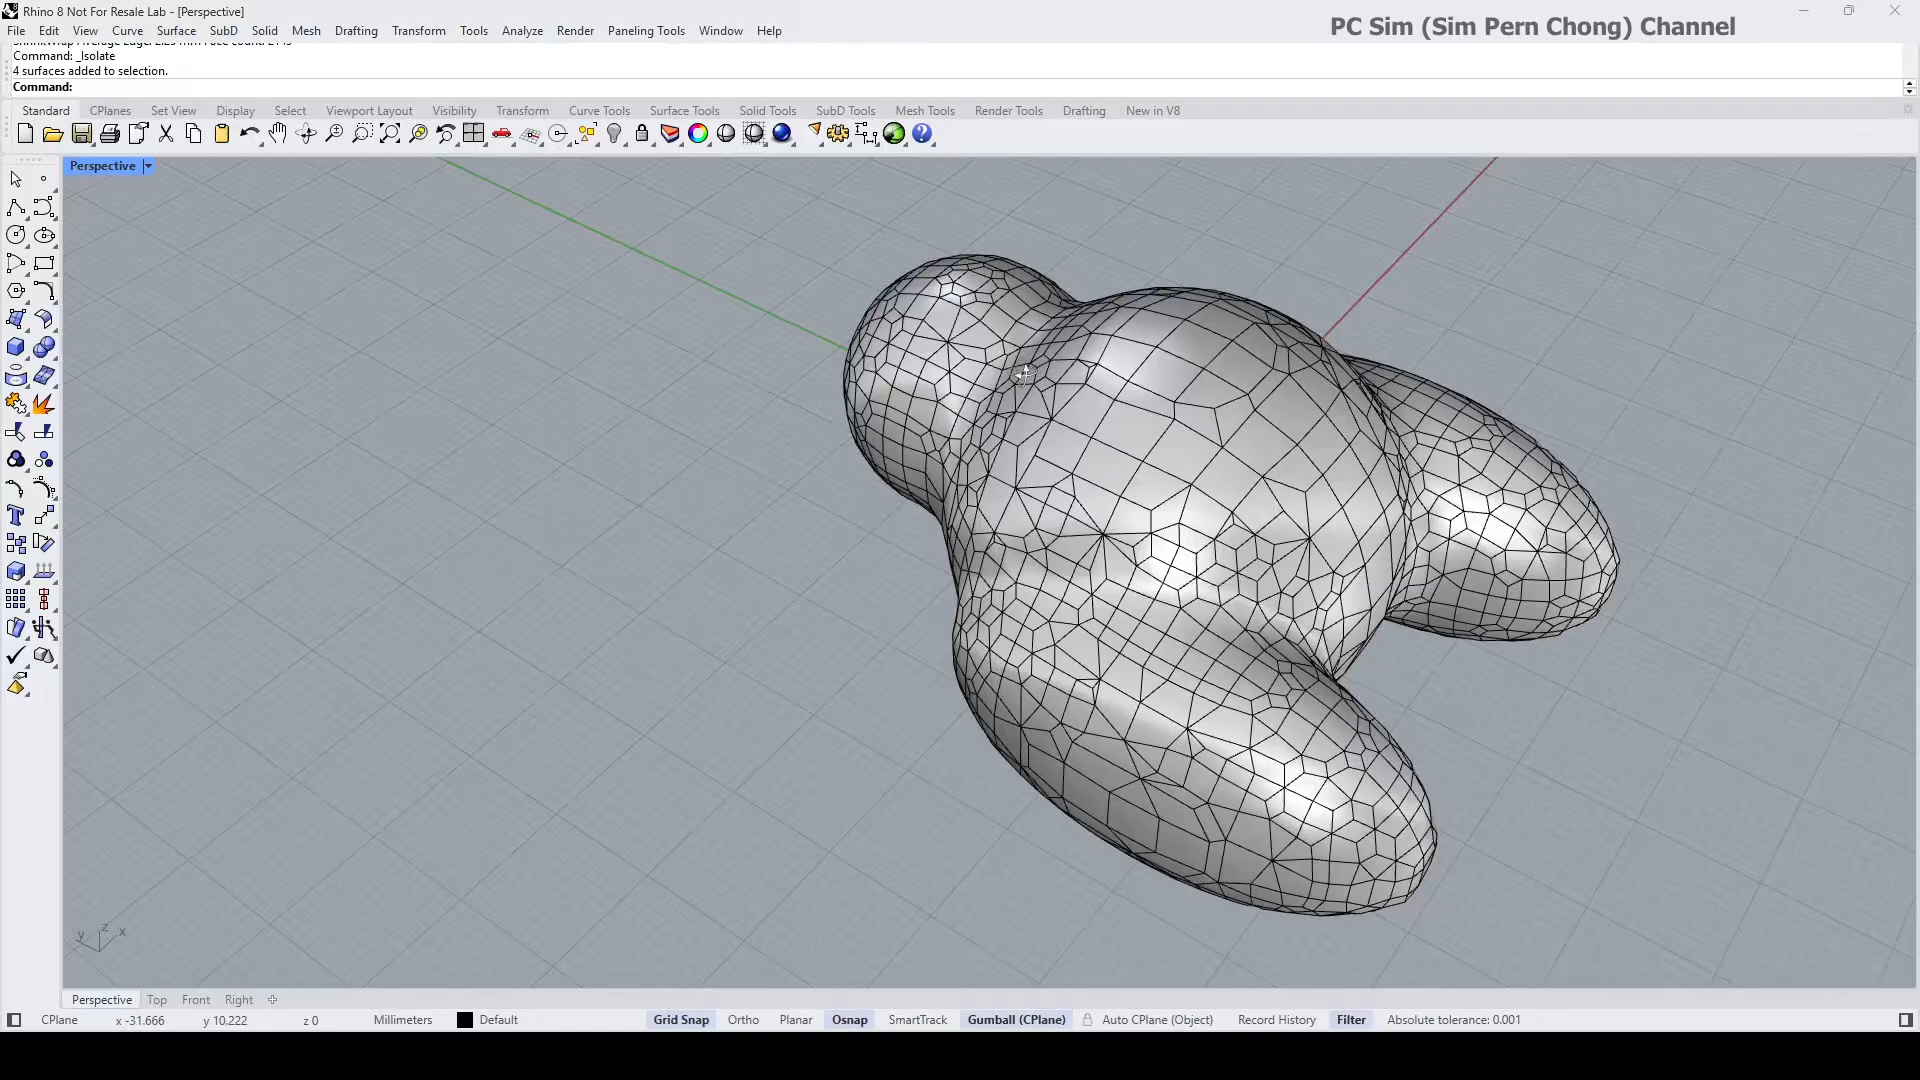 Rhino 8 Not For Resale Lab - [Perspective]
PC Sim (Sim Pern Chong) Channel
File Edit View Curve Surface SubD Solid Mesh Drafting Transform Tools Analyze Render Paneling Tools Window Help
Command: _Isolate
4 surfaces added to selection.
Command:
Standard CPlanes Set View Display Select Viewport Layout Visibility Transform Curve Tools Surface Tools Solid Tools SubD Tools Mesh Tools Render Tools Drafting New in V8
Perspective
z
y x
Perspective Top Front Right
CPlane x -31.666 y 10.222 z 0 Millimeters Default Grid Snap Ortho Planar Osnap SmartTrack Gumball (CPlane) Auto CPlane (Object) Record History Filter Absolute tolerance: 0.001